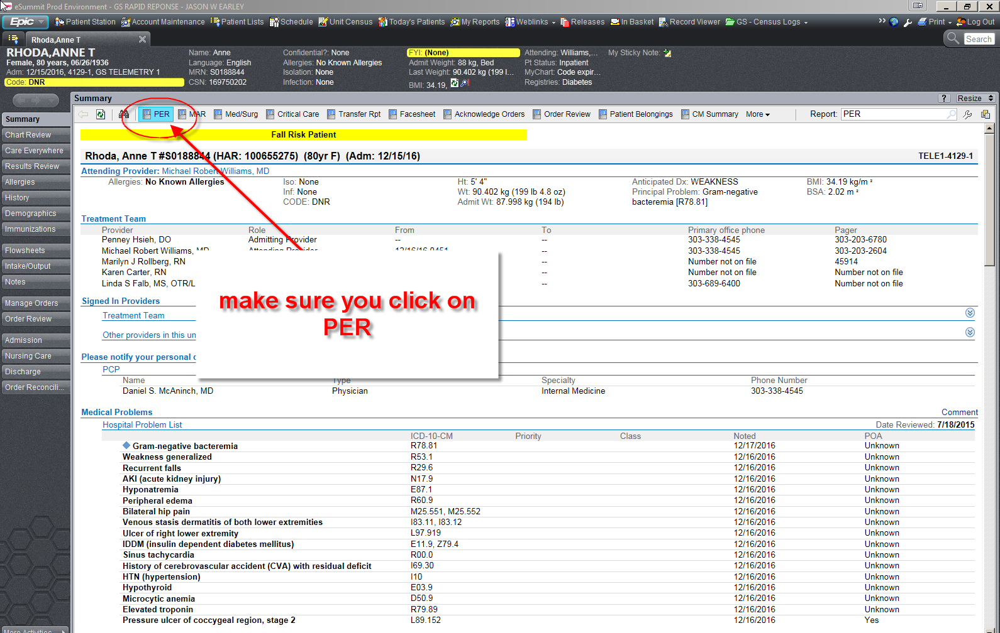 eSummit Prod Environment - GS RAPID REPONSE - JASON W EARLEY
Epic Patient Station Account Maintenance Patient Lists Schedule Unit Census Today's Patients My Reports Weblinks Releases In Basket Record Viewer GS - Census Logs Print Log Out
Rhoda,Anne T
Search
RHODA,ANNE T
Female, 80 years, 06/26/1936
Adm: 12/15/2016, 4129-1, GS TELEMETRY 1
Code: DNR
Name: Anne
Language: English
MRN: S0188844
CSN: 169750202
Confidential?: None
Allergies: No Known Allergies
Isolation: None
Infection: None
FYI: (None)
Admit Weight: 88 kg, Bed
Last Weight: 90.402 kg (199 l...
BMI: 34.19,
Attending: Williams,...
Pt Status: Inpatient
MyChart: Code expir...
Registries: Diabetes
My Sticky Note:
Summary
? Resize
Summary
Chart Review
Care Everywhere
Results Review
Allergies
History
Demographics
Immunizations
Flowsheets
Intake/Output
Notes
Manage Orders
Order Review
Admission
Nursing Care
Discharge
Order Reconcili...
More Activities
PER MAR Med/Surg Critical Care Transfer Rpt Facesheet Acknowledge Orders Order Review Patient Belongings CM Summary More Report: PER
Fall Risk Patient
Rhoda, Anne T #S0188844 (HAR: 100655275) (80yr F) (Adm: 12/15/16) TELE1-4129-1
Attending Provider: Michael Robert Williams, MD
Allergies: No Known Allergies Iso: None Ht: 5' 4" Anticipated Dx: WEAKNESS BMI: 34.19 kg/m ²
Inf: None Wt: 90.402 kg (199 lb 4.8 oz) Principal Problem: Gram-negative BSA: 2.02 m ²
CODE: DNR Admit Wt: 87.998 kg (194 lb) bacteremia [R78.81]
Treatment Team
Provider Role From To Primary office phone Pager
Penney Hsieh, DO Admitting Provider -- -- 303-338-4545 303-203-6780
Michael Robert Williams, MD Attending Provider 12/16/16 0451 -- 303-338-4545 303-203-2604
Marilyn J Rollberg, RN -- Number not on file 45914
Karen Carter, RN -- Number not on file Number not on file
Linda S Falb, MS, OTR/L -- 303-689-6400 Number not on file
make sure you click on
PER
Signed In Providers
Treatment Team
Other providers in this un
Please notify your personal
PCP
Name Type Specialty Phone Number
Daniel S. McAninch, MD Physician Internal Medicine 303-338-4545
Medical Problems Comment
Hospital Problem List Date Reviewed: 7/18/2015
ICD-10-CM Priority Class Noted POA
Gram-negative bacteremia R78.81 12/17/2016 Unknown
Weakness generalized R53.1 12/16/2016 Unknown
Recurrent falls R29.6 12/16/2016 Unknown
AKI (acute kidney injury) N17.9 12/16/2016 Unknown
Hyponatremia E87.1 12/16/2016 Unknown
Peripheral edema R60.9 12/16/2016 Unknown
Bilateral hip pain M25.551, M25.552 12/16/2016 Unknown
Venous stasis dermatitis of both lower extremities I83.11, I83.12 12/16/2016 Unknown
Ulcer of right lower extremity L97.919 12/16/2016 Unknown
IDDM (insulin dependent diabetes mellitus) E11.9, Z79.4 12/16/2016 Unknown
Sinus tachycardia R00.0 12/16/2016 Unknown
History of cerebrovascular accident (CVA) with residual deficit I69.30 12/16/2016 Unknown
HTN (hypertension) I10 12/16/2016 Unknown
Hypothyroid E03.9 12/16/2016 Unknown
Microcytic anemia D50.9 12/16/2016 Unknown
Elevated troponin R79.89 12/16/2016 Unknown
Pressure ulcer of coccygeal region, stage 2 L89.152 12/16/2016 Yes